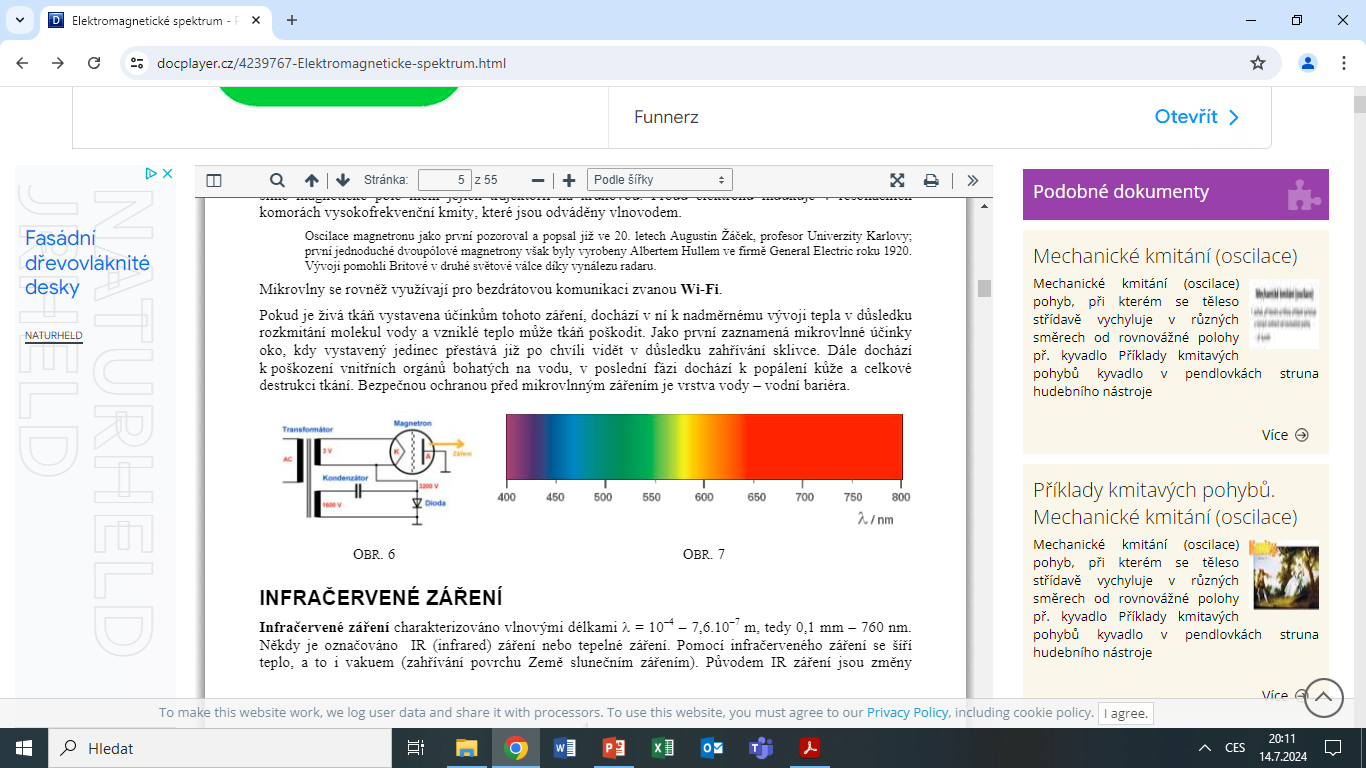 Elektromagnetické spektrum -
docplayer.cz/4239767-Elektromagneticke-spektrum.html
Funnerz
Otevřít
NATURHELD
Fasádní
dřevovláknité
desky
NATURHELD
Stránka: 5 z 55
Podle šířky
komorách vysokofrekvenční kmity, které jsou odváděny vlnovodem.
Oscilace magnetronu jako první pozoroval a popsal již ve 20. letech Augustin Žáček, profesor Univerzity Karlovy;
první jednoduché dvoupólové magnetrony však byly vyrobeny Albertem Hullem ve firmě General Electric roku 1920.
Vývoji pomohli Britové v druhé světové válce díky vynálezu radaru.
Mikrovlny se rovněž využívají pro bezdrátovou komunikaci zvanou Wi-Fi.
Pokud je živá tkáň vystavena účinkům tohoto záření, dochází v ní k nadměrnému vývoji tepla v důsledku
rozkmitání molekul vody a vzniklé teplo může tkáň poškodit. Jako první zaznamená mikrovlnné účinky
oko, kdy vystavený jedinec přestává již po chvíli vidět v důsledku zahřívání sklivce. Dále dochází
k poškození vnitřních orgánů bohatých na vodu, v poslední fázi dochází k popálení kůže a celkové
destrukci tkání. Bezpečnou ochranou před mikrovlnným zářením je vrstva vody – vodní bariéra.
Transformátor
Magnetron
AC
3 V
K
A
Záření
Kondenzátor
3200 V
Dioda
1600 V
400 450 500 550 600 650 700 750 800
λ / nm
OBR. 6
OBR. 7
INFRAČERVENÉ ZÁŘENÍ
Infračervené záření charakterizováno vlnovými délkami λ = 10⁻⁴ – 7,6.10⁻⁷ m, tedy 0,1 mm – 760 nm.
Někdy je označováno IR (infrared) záření nebo tepelné záření. Pomocí infračerveného záření se šíří
teplo, a to i vakuem (zahřívání povrchu Země slunečním zářením). Původem IR záření jsou změny
Podobné dokumenty
Mechanické kmitání (oscilace)
Mechanické kmitání (oscilace)
pohyb, při kterém se těleso
střídavě vychyluje v různých
směrech od rovnovážné polohy
př. kyvadlo Příklady kmitavých
pohybů kyvadlo v pendlovkách struna
hudebního nástroje
Více
Příklady kmitavých pohybů.
Mechanické kmitání (oscilace)
Mechanické kmitání (oscilace)
pohyb, při kterém se těleso
střídavě vychyluje v různých
směrech od rovnovážné polohy
př. kyvadlo Příklady kmitavých
pohybů kyvadlo v pendlovkách struna
hudebního nástroje
Více
To make this website work, we log user data and share it with processors. To use this website, you must agree to our Privacy Policy, including cookie policy. I agree.
Hledat
CES
20:11
14.7.2024